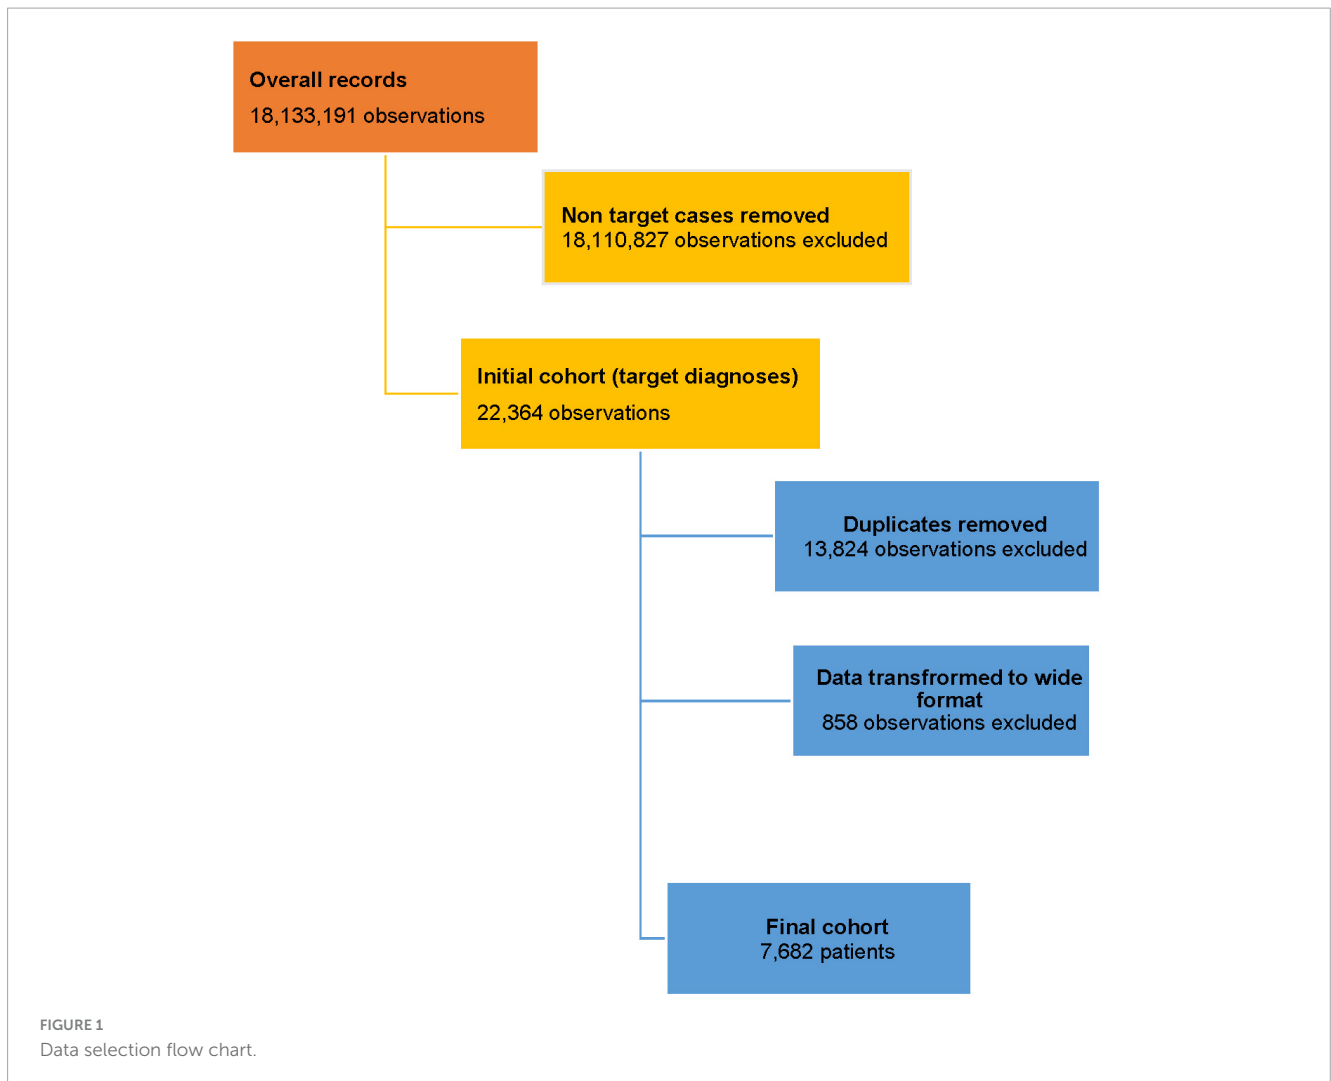 Overall records
18,133,191 observations
Non target cases removed
18,110,827 observations excluded
Initial cohort (target diagnoses)
22,364 observations
Duplicates removed
13,824 observations excluded
Data transfrormed to wide
format
858 observations excluded
Final cohort
7,682 patients
FIGURE 1
Data selection flow chart.